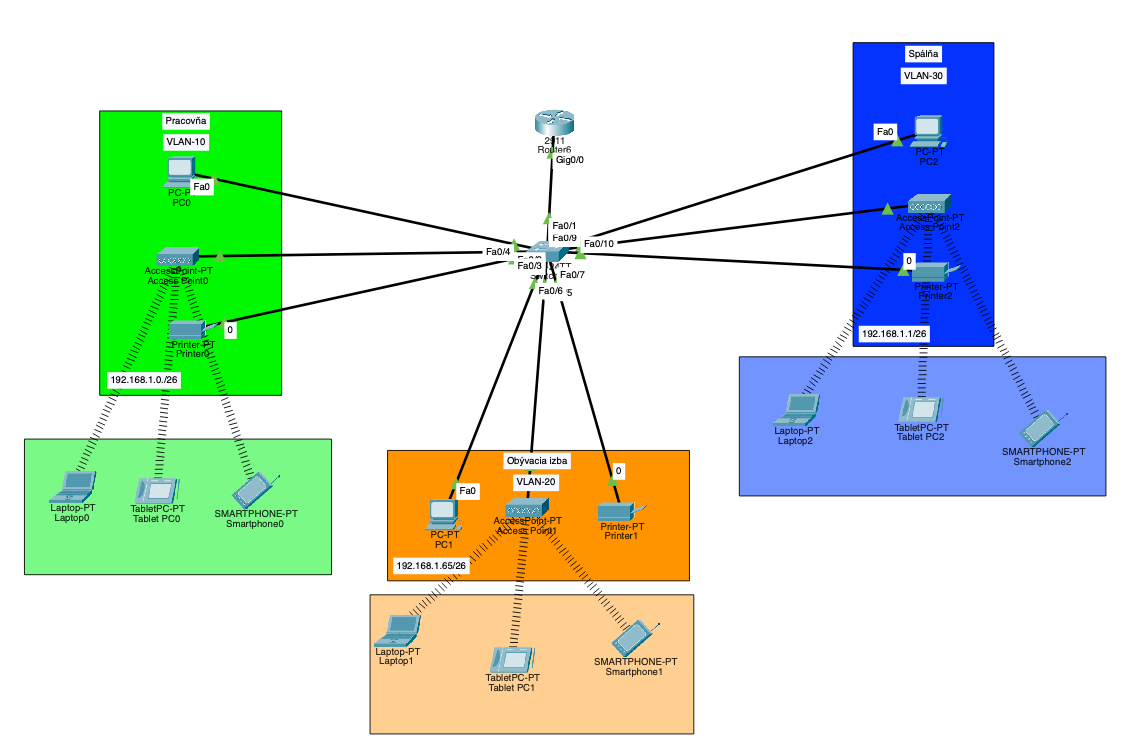 Spálňa
VLAN-30
Pracovňa
VLAN-10
2911
Router6
Gig0/0
Fa0
PC-PT
PC2
Fa0
PC0
AccessPoint-PT
Access Point2
Fa0/1
Fa0/9
Fa0/10
Fa0/4
Fa0/3
Fa0/7
Fa0/6
AccessPoint-PT
Access Point0
0
Printer-PT
Printer2
0
Printer-PT
Printer0
192.168.1.1/26
192.168.1.0./26
Laptop-PT
Laptop2
TabletPC-PT
Tablet PC2
SMARTPHONE-PT
Smartphone2
Obývacia izba
VLAN-20
0
Fa0
Laptop-PT
Laptop0
TabletPC-PT
Tablet PC0
SMARTPHONE-PT
Smartphone0
PC-PT
PC1
AccessPoint-PT
Access Point1
Printer-PT
Printer1
192.168.1.65/26
Laptop-PT
Laptop1
TabletPC-PT
Tablet PC1
SMARTPHONE-PT
Smartphone1